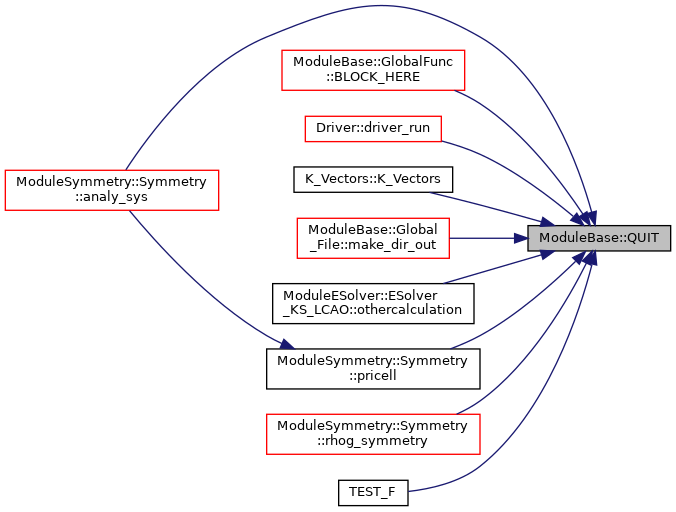 ModuleBase::GlobalFunc
::BLOCK_HERE
Driver::driver_run
K_Vectors::K_Vectors
ModuleSymmetry::Symmetry
::analy_sys
ModuleBase::Global
_File::make_dir_out
ModuleBase::QUIT
ModuleESolver::ESolver
_KS_LCAO::othercalculation
ModuleSymmetry::Symmetry
::pricell
ModuleSymmetry::Symmetry
::rhog_symmetry
TEST_F